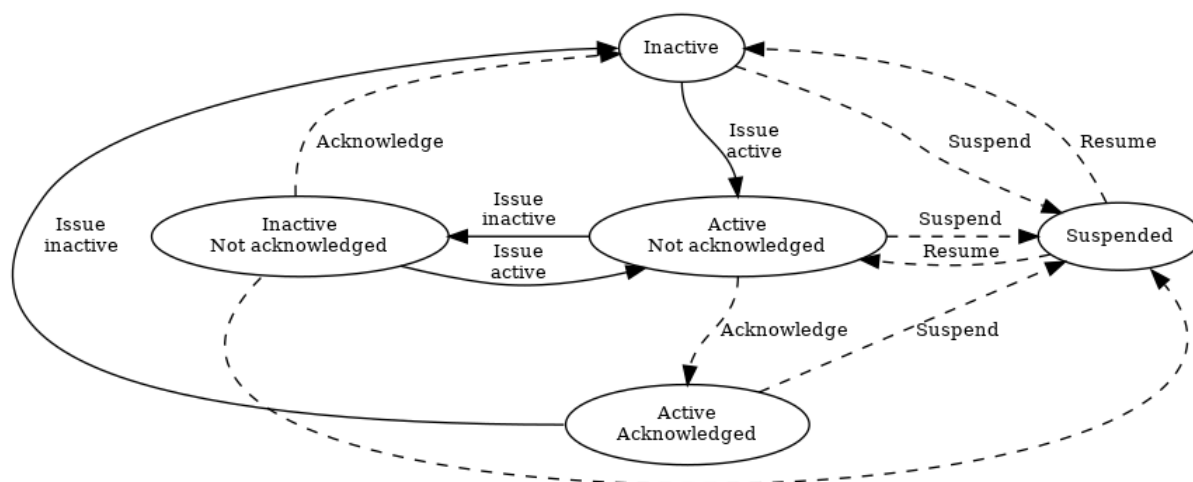 Inactive
Acknowledge
Issue
active
Suspend
Resume
Issue
inactive
Inactive
Not acknowledged
Issue
inactive
Issue
active
Active
Not acknowledged
Suspend
Resume
Suspended
Acknowledge
Suspend
Active
Acknowledged